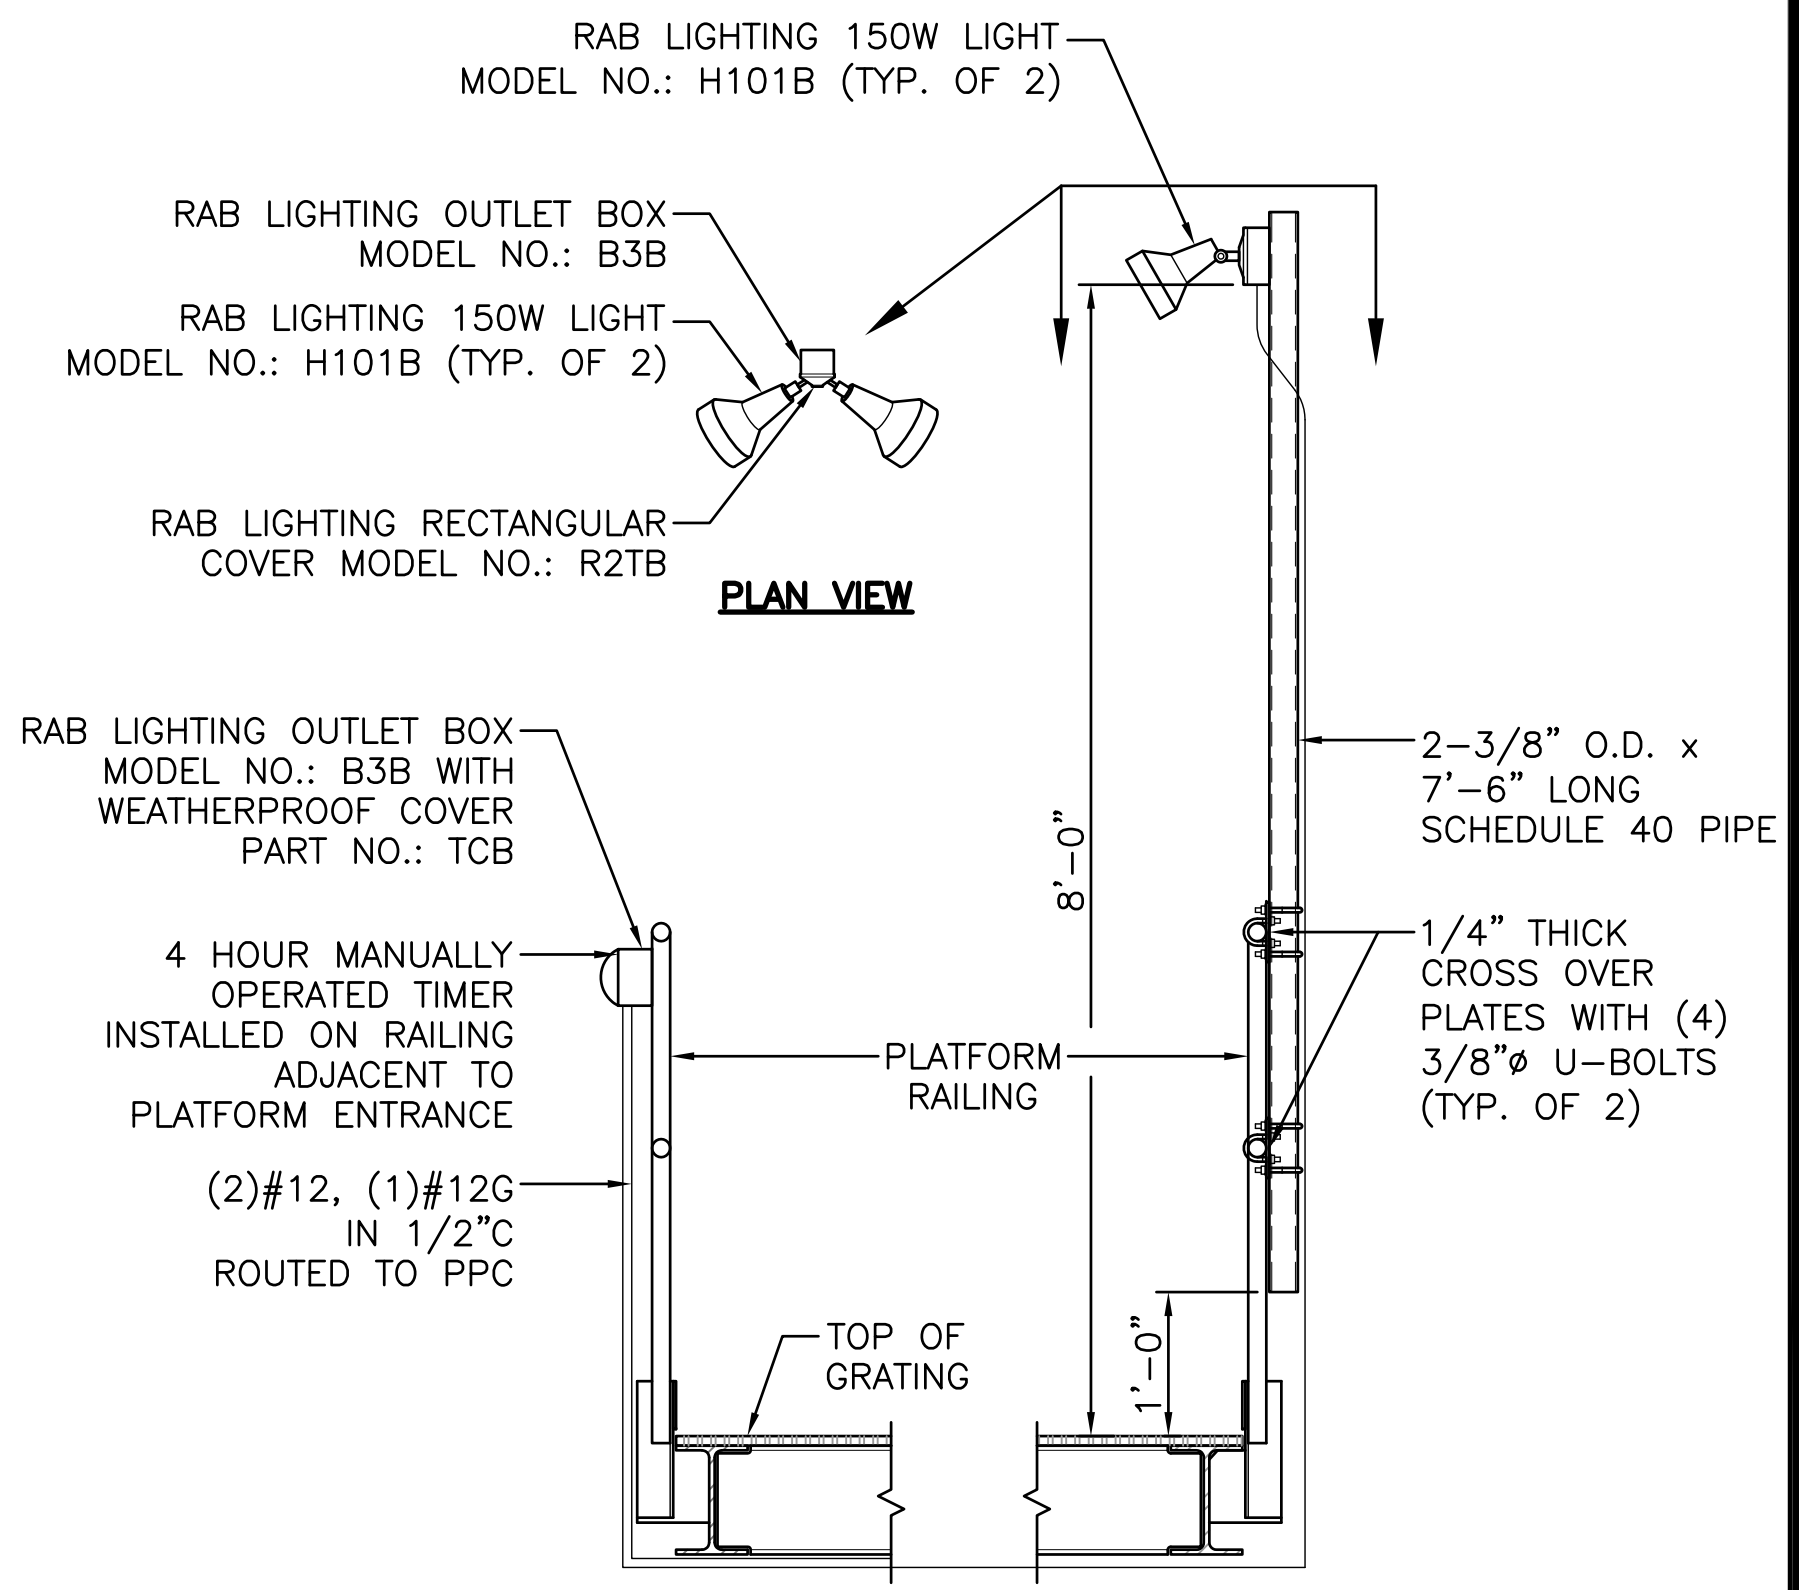 RAB LIGHTING 150W LIGHT
MODEL NO.: H101B (TYP. OF 2)
RAB LIGHTING OUTLET BOX
MODEL NO.: B3B
RAB LIGHTING 150W LIGHT
MODEL NO.: H101B (TYP. OF 2)
RAB LIGHTING RECTANGULAR
COVER MODEL NO.: R2TB
PLAN VIEW
RAB LIGHTING OUTLET BOX
MODEL NO.: B3B WITH
WEATHERPROOF COVER
PART NO.: TCB
4 HOUR MANUALLY
OPERATED TIMER
INSTALLED ON RAILING
ADJACENT TO
PLATFORM ENTRANCE
(2)#12, (1)#12G
IN 1/2”C
ROUTED TO PPC
8’-0”
PLATFORM
RAILING
2-3/8” O.D. x
7’-6” LONG
SCHEDULE 40 PIPE
1/4” THICK
CROSS OVER
PLATES WITH (4)
3/8”ø U-BOLTS
(TYP. OF 2)
1’-0”
TOP OF
GRATING